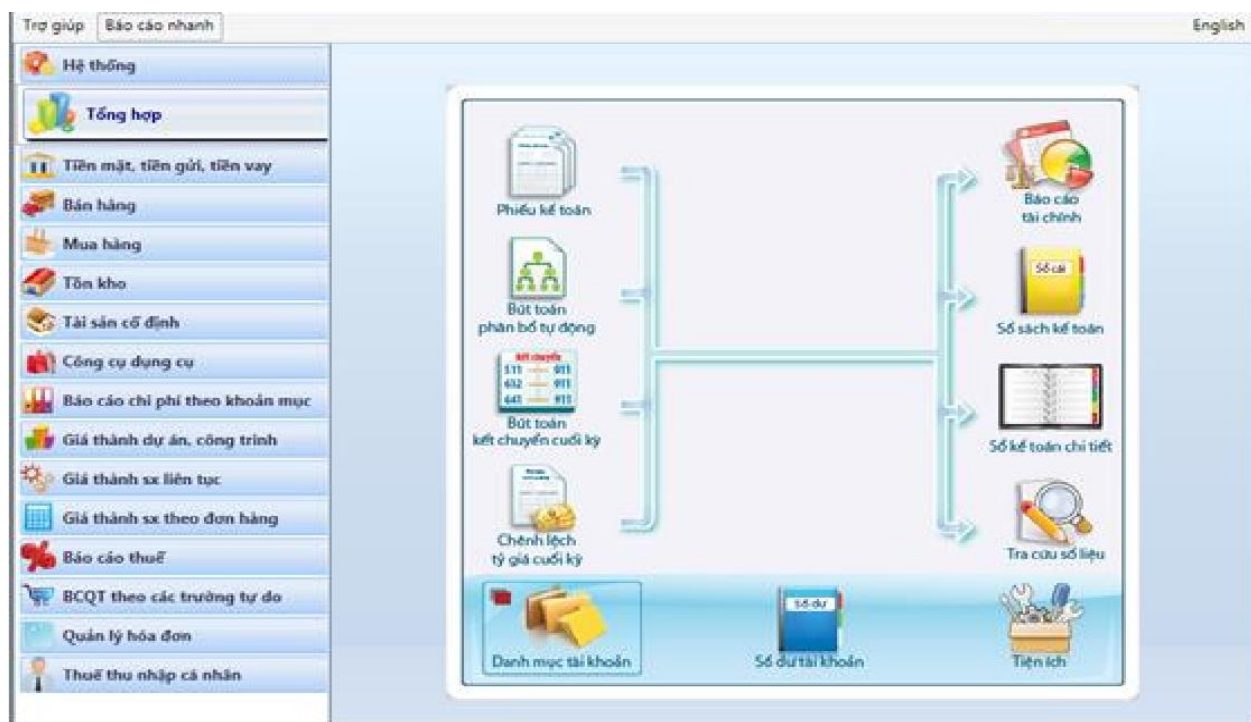 Trợ giúp Báo cáo nhanh English
Hệ thống
Tổng hợp
Tiền mặt, tiền gửi, tiền vay
Bán hàng
Mua hàng
Tồn kho
Tài sản cố định
Công cụ dụng cụ
Báo cáo chi phí theo khoản mục
Giá thành dự án, công trình
Giá thành sx liên tục
Giá thành sx theo đơn hàng
Báo cáo thuế
BCQT theo các trường tự do
Quản lý hóa đơn
Thuế thu nhập cá nhân
Phiếu kế toán
Bút toán
phân bổ tự động
Kết chuyển
511 911
632 911
641 911
Bút toán
kết chuyển cuối kỳ
Chênh lệch
tỷ giá cuối kỳ
Báo cáo
tài chính
Sổ cái
Sổ sách kế toán
Sổ kế toán chi tiết
Tra cứu số liệu
Danh mục tài khoản
Số dư
Số dư tài khoản
Tiện ích